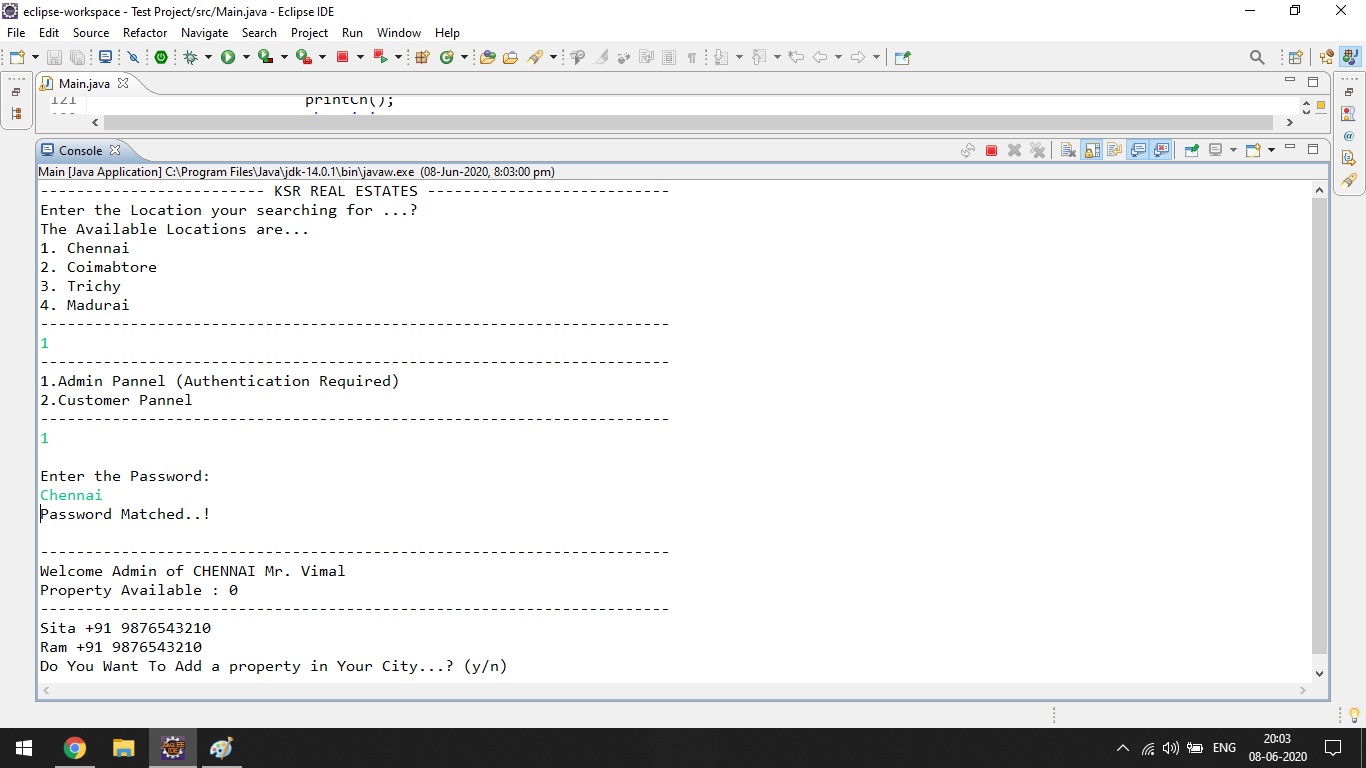 eclipse-workspace - Test Project/src/Main.java - Eclipse IDE
File Edit Source Refactor Navigate Search Project Run Window Help
Main.java
121 printCh();
Console
Main [Java Application] C:\Program Files\Java\jdk-14.0.1\bin\javaw.exe (08-Jun-2020, 8:03:00 pm)
------------------------- KSR REAL ESTATES ---------------------------
Enter the Location your searching for ...?
The Available Locations are...
1. Chennai
2. Coimabtore
3. Trichy
4. Madurai
----------------------------------------------------------------------
1
----------------------------------------------------------------------
1.Admin Pannel (Authentication Required)
2.Customer Pannel
----------------------------------------------------------------------
1
Enter the Password:
Chennai
Password Matched..!
----------------------------------------------------------------------
Welcome Admin of CHENNAI Mr. Vimal
Property Available : 0
----------------------------------------------------------------------
Sita +91 9876543210
Ram +91 9876543210
Do You Want To Add a property in Your City...? (y/n)
ENG
20:03
08-06-2020